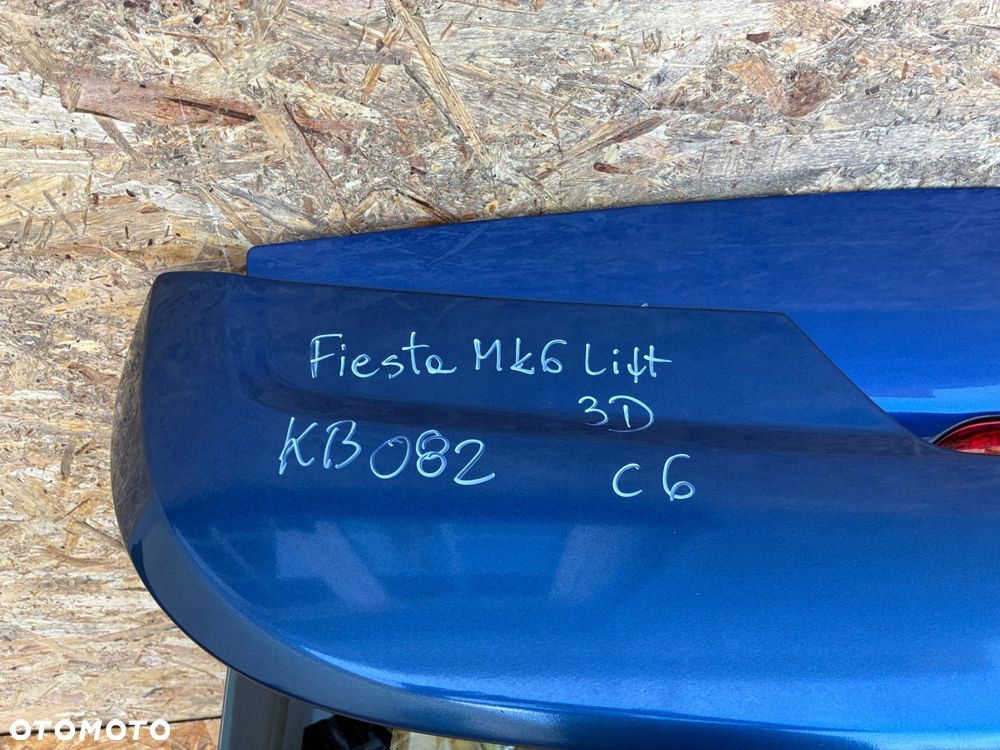 Fiesta Mk6 Lift
3D
KB082
C6
OTOMOTO